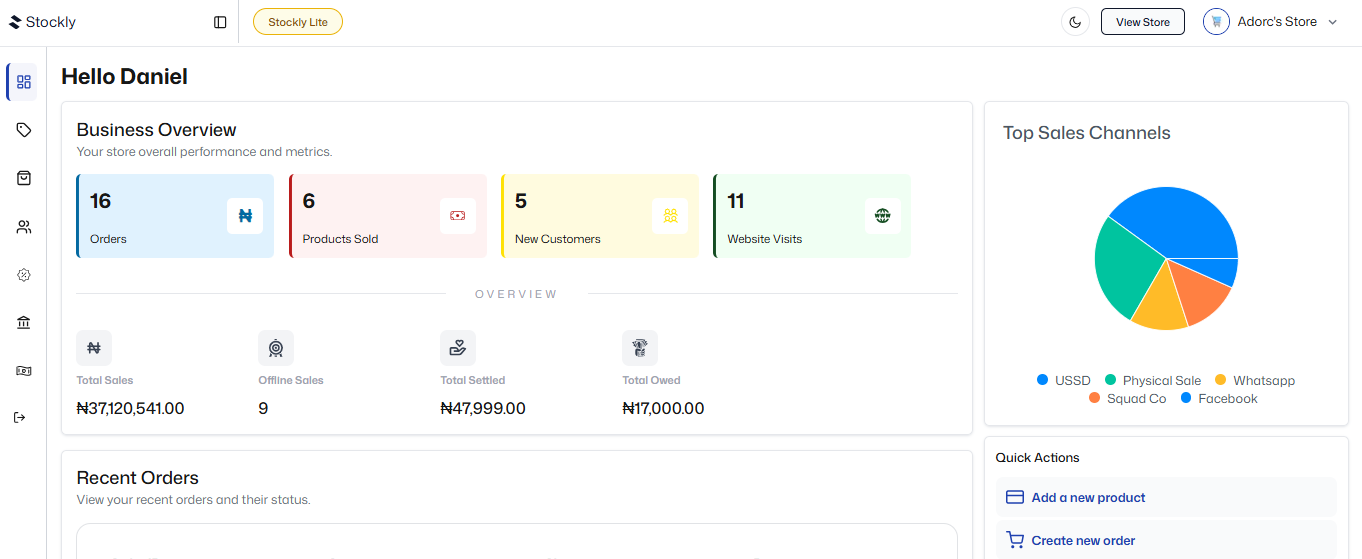 Stockly
Stockly Lite
View Store
Adorc's Store
Hello Daniel
Business Overview
Your store overall performance and metrics.
16
Orders
6
Products Sold
5
New Customers
11
Website Visits
OVERVIEW
Total Sales
₦37,120,541.00
Offline Sales
9
Total Settled
₦47,999.00
Total Owed
₦17,000.00
Recent Orders
View your recent orders and their status.
Top Sales Channels
USSD Physical Sale Whatsapp
Squad Co Facebook
Quick Actions
Add a new product
Create new order